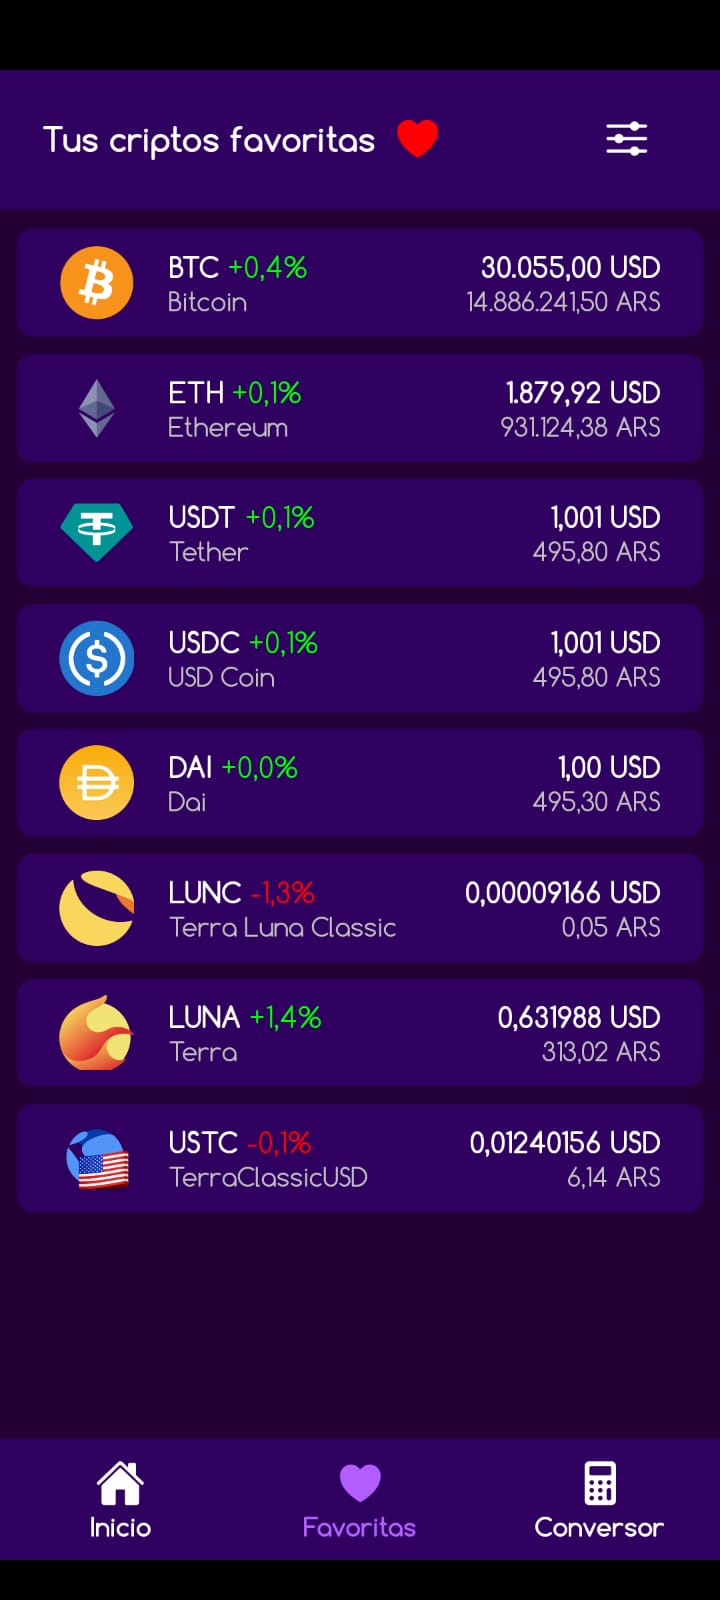 Tus criptos favoritas
BTC +0,4% 30.055,00 USD
Bitcoin 14.886.241,50 ARS
ETH +0,1% 1.879,92 USD
Ethereum 931.124,38 ARS
USDT +0,1% 1,001 USD
Tether 495,80 ARS
USDC +0,1% 1,001 USD
USD Coin 495,80 ARS
DAI +0,0% 1,00 USD
Dai 495,30 ARS
LUNC -1,3% 0,00009166 USD
Terra Luna Classic 0,05 ARS
LUNA +1,4% 0,631988 USD
Terra 313,02 ARS
USTC -0,1% 0,01240156 USD
TerraClassicUSD 6,14 ARS
Inicio Favoritas Conversor